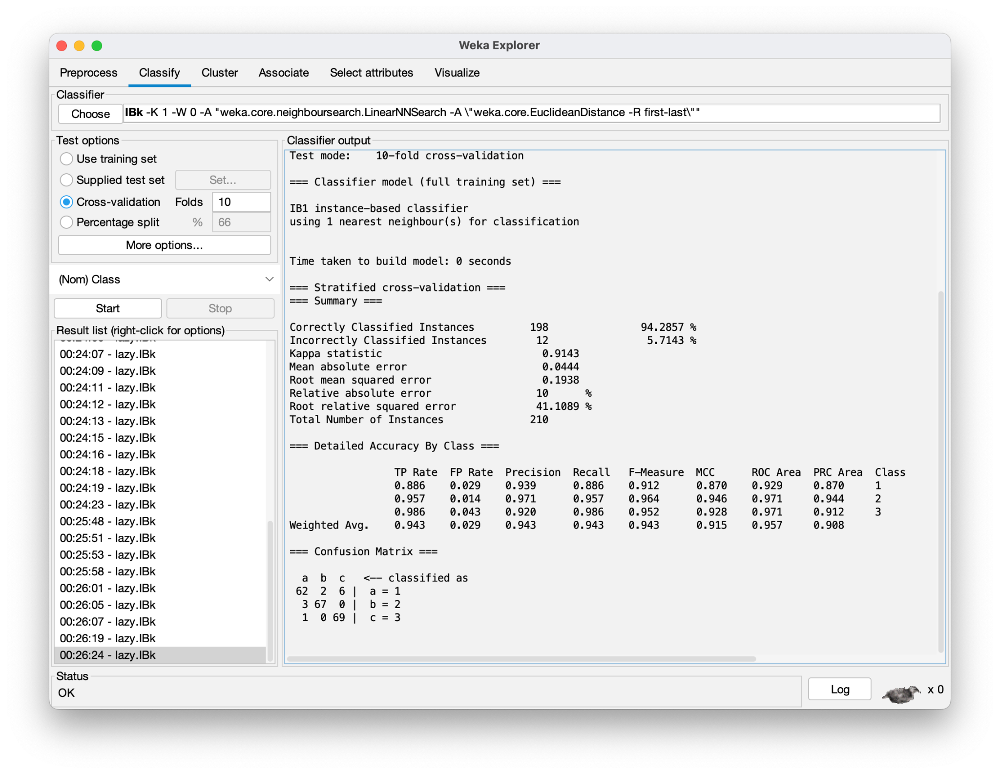 Weka Explorer
Preprocess Classify Cluster Associate Select attributes Visualize
Classifier
Choose IBk -K 1 -W 0 -A "weka.core.neighboursearch.LinearNNSearch -A \"weka.core.EuclideanDistance -R first-last\""
Test options
Use training set
Supplied test set Set...
Cross-validation Folds 10
Percentage split % 66
More options...
(Nom) Class
Start Stop
Result list (right-click for options)
00:24:07 - lazy.IBk
00:24:09 - lazy.IBk
00:24:11 - lazy.IBk
00:24:12 - lazy.IBk
00:24:13 - lazy.IBk
00:24:15 - lazy.IBk
00:24:16 - lazy.IBk
00:24:18 - lazy.IBk
00:24:19 - lazy.IBk
00:24:23 - lazy.IBk
00:25:48 - lazy.IBk
00:25:51 - lazy.IBk
00:25:53 - lazy.IBk
00:25:58 - lazy.IBk
00:26:01 - lazy.IBk
00:26:05 - lazy.IBk
00:26:07 - lazy.IBk
00:26:19 - lazy.IBk
00:26:24 - lazy.IBk
Classifier output
Test mode: 10-fold cross-validation
=== Classifier model (full training set) ===
IB1 instance-based classifier
using 1 nearest neighbour(s) for classification
Time taken to build model: 0 seconds
=== Stratified cross-validation ===
=== Summary ===
Correctly Classified Instances 198 94.2857 %
Incorrectly Classified Instances 12 5.7143 %
Kappa statistic 0.9143
Mean absolute error 0.0444
Root mean squared error 0.1938
Relative absolute error 10 %
Root relative squared error 41.1089 %
Total Number of Instances 210
=== Detailed Accuracy By Class ===
TP Rate FP Rate Precision Recall F-Measure MCC ROC Area PRC Area Class
0.886 0.029 0.939 0.886 0.912 0.870 0.929 0.870 1
0.957 0.014 0.971 0.957 0.964 0.946 0.971 0.944 2
0.986 0.043 0.920 0.986 0.952 0.928 0.971 0.912 3
Weighted Avg. 0.943 0.029 0.943 0.943 0.943 0.915 0.957 0.908
=== Confusion Matrix ===
a b c <-- classified as
62 2 6 | a = 1
3 67 0 | b = 2
1 0 69 | c = 3
Status
OK
Log
x 0